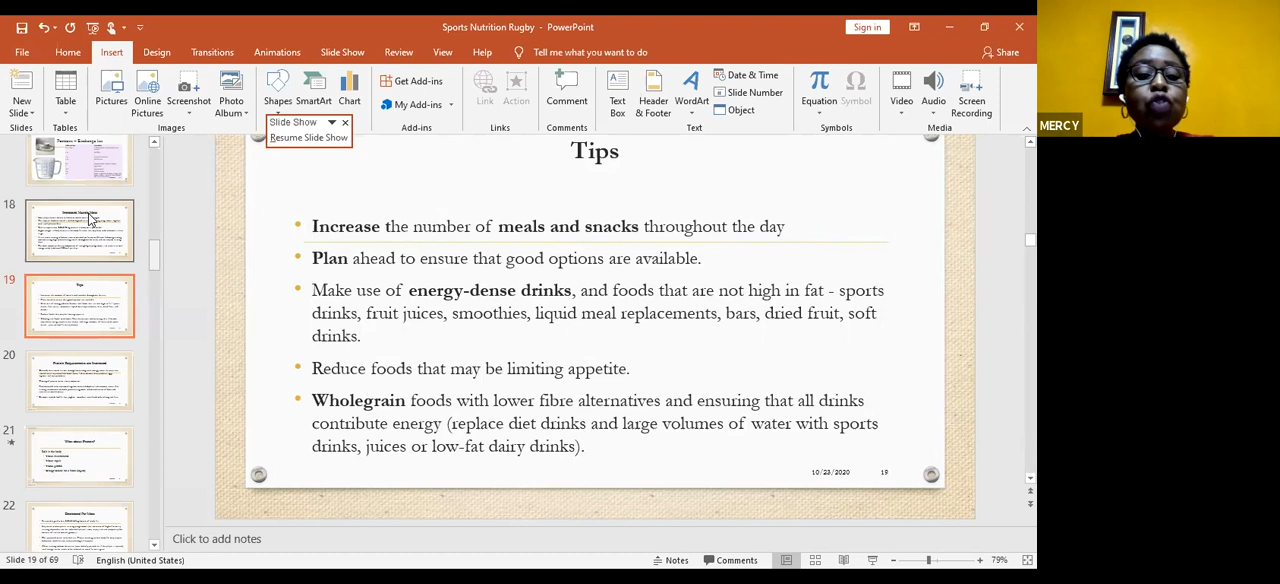 Sports Nutrition Rugby - PowerPoint
Sign in
File Home Insert Design Transitions Animations Slide Show Review View Help Tell me what you want to do
Share
New Slide
Table
Pictures
Online Pictures
Screenshot
Photo Album
Shapes
SmartArt
Chart
Get Add-ins
My Add-ins
Link
Action
Comment
Text Box
Header & Footer
WordArt
Date & Time
Slide Number
Object
Equation
Symbol
Video
Audio
Screen Recording
Slides
Tables
Images
Add-ins
Links
Comments
Text
Symbols
Media
Slide Show
Resume Slide Show
MERCY
18
19
20
21
22
Tips
Increase the number of meals and snacks throughout the day
Plan ahead to ensure that good options are available.
Make use of energy-dense drinks, and foods that are not high in fat - sports
drinks, fruit juices, smoothies, liquid meal replacements, bars, dried fruit, soft
drinks.
Reduce foods that may be limiting appetite.
Wholegrain foods with lower fibre alternatives and ensuring that all drinks
contribute energy (replace diet drinks and large volumes of water with sports
drinks, juices or low-fat dairy drinks).
10/23/2020 19
Click to add notes
Slide 19 of 69 English (United States) Notes Comments 79%